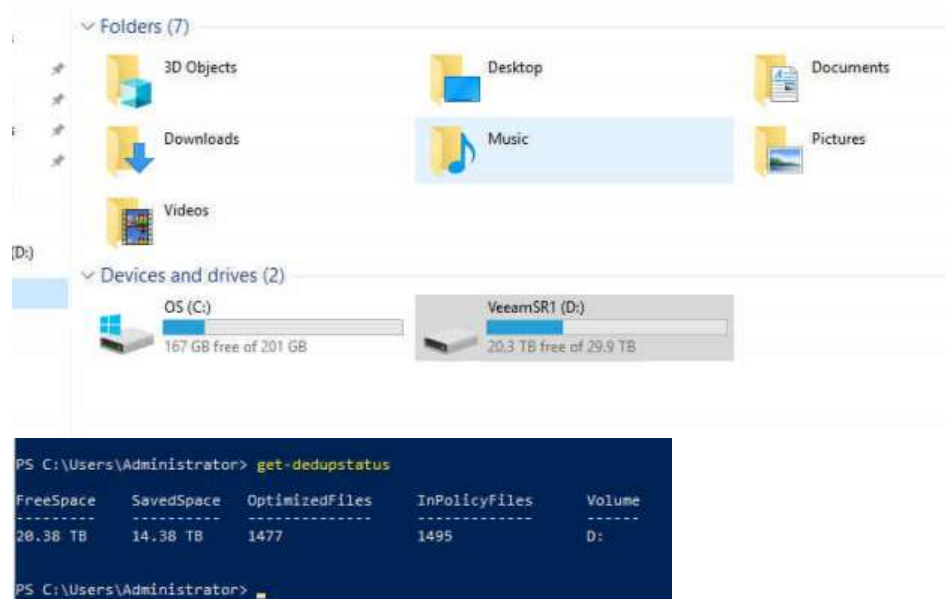 Folders (7)
3D Objects
Desktop
Documents
Downloads
Music
Pictures
Videos
(D:)
Devices and drives (2)
OS (C:)
167 GB free of 201 GB
VeeamSR1 (D:)
20.3 TB free of 29.9 TB
PS C:\Users\Administrator> get-dedupstatus
FreeSpace SavedSpace OptimizedFiles InPolicyFiles Volume
--------- ---------- -------------- ------------- ------
20.38 TB 14.38 TB 1477 1495 D:
PS C:\Users\Administrator> _